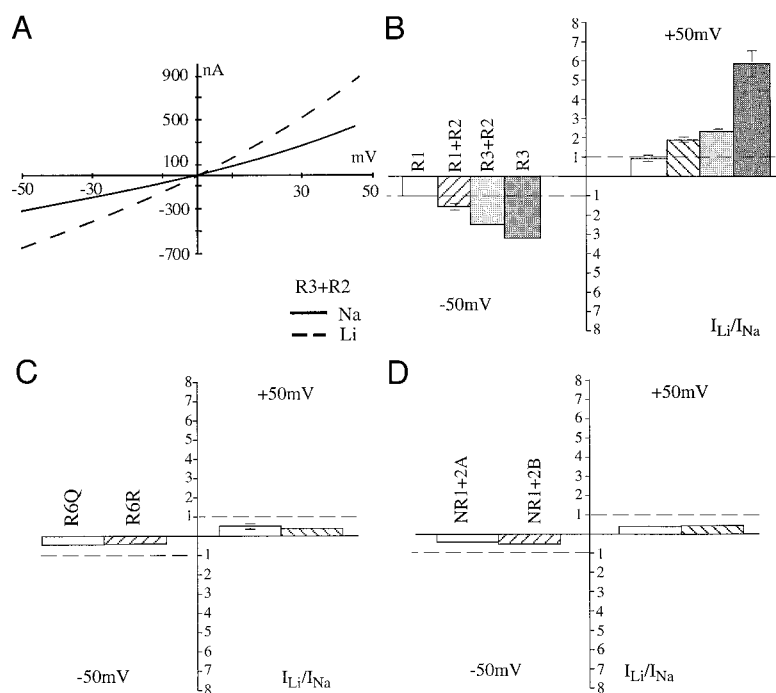 A
nA
900
500
100
mV
-50
-30
30
50
-300
-700
R3+R2
Na
Li
B
8
+50mV
7
6
5
4
3
2
1
R1
R1+R2
R3+R2
R3
1
2
3
4
5
6
7
8
-50mV
ILi/INa
C
8
+50mV
7
6
5
4
3
2
1
R6Q
R6R
1
2
3
4
5
6
7
8
-50mV
ILi/INa
D
8
+50mV
7
6
5
4
3
2
1
NR1+2A
NR1+2B
1
2
3
4
5
6
7
8
-50mV
ILi/INa